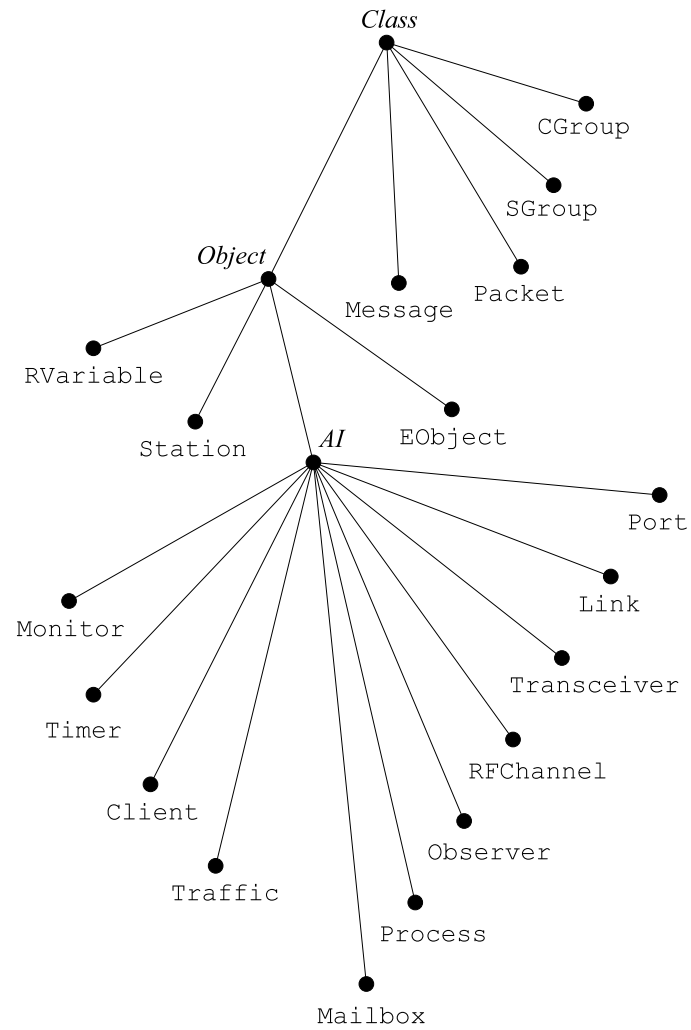 Class
CGroup
SGroup
Object
Packet
Message
RVariable
Station
EObject
AI
Port
Link
Monitor
Transceiver
Timer
RFChannel
Client
Observer
Traffic
Process
Mailbox